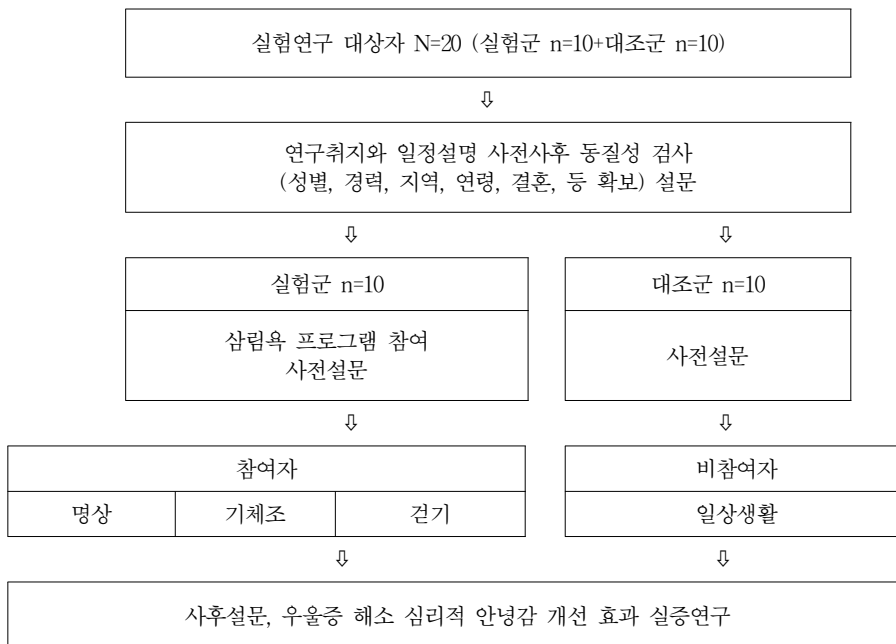 실험연구 대상자 N=20 (실험군 n=10+대조군 n=10)
⇩
연구취지와 일정설명 사전사후 동질성 검사
(성별, 경력, 지역, 연령, 결혼, 등 확보) 설문
⇩ ⇩
실험군 n=10 대조군 n=10
삼림욕 프로그램 참여
사전설문
사전설문
⇩ ⇩
참여자 비참여자
명상 기체조 걷기 일상생활
⇩ ⇩
사후설문, 우울증 해소 심리적 안녕감 개선 효과 실증연구